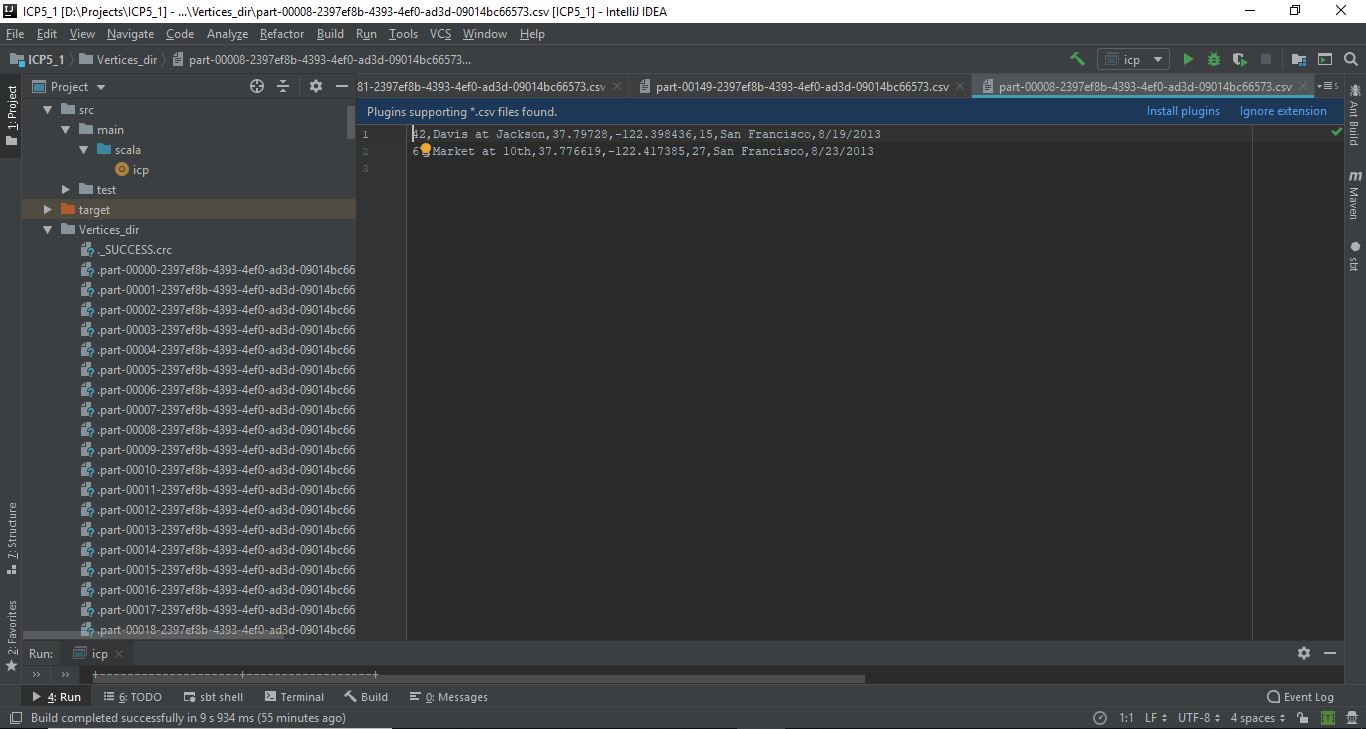 ICP5_1 [D:\Projects\ICP5_1] - ...\Vertices_dir\part-00008-2397ef8b-4393-4ef0-ad3d-09014bc66573.csv [ICP5_1] - IntelliJ IDEA
File Edit View Navigate Code Analyze Refactor Build Run Tools VCS Window Help
ICP5_1 Vertices_dir part-00008-2397ef8b-4393-4ef0-ad3d-09014bc66573... icp
Project
81-2397ef8b-4393-4ef0-ad3d-09014bc66573.csv part-00149-2397ef8b-4393-4ef0-ad3d-09014bc66573.csv part-00008-2397ef8b-4393-4ef0-ad3d-09014bc66573.csv
Plugins supporting *.csv files found. Install plugins Ignore extension
1 42,Davis at Jackson,37.79728,-122.398436,15,San Francisco,8/19/2013
2 Market at 10th,37.776619,-122.417385,27,San Francisco,8/23/2013
3
src
main
scala
icp
test
target
Vertices_dir
._SUCCESS.crc
.part-00000-2397ef8b-4393-4ef0-ad3d-09014bc66
.part-00001-2397ef8b-4393-4ef0-ad3d-09014bc66
.part-00002-2397ef8b-4393-4ef0-ad3d-09014bc66
.part-00003-2397ef8b-4393-4ef0-ad3d-09014bc66
.part-00004-2397ef8b-4393-4ef0-ad3d-09014bc66
.part-00005-2397ef8b-4393-4ef0-ad3d-09014bc66
.part-00006-2397ef8b-4393-4ef0-ad3d-09014bc66
.part-00007-2397ef8b-4393-4ef0-ad3d-09014bc66
.part-00008-2397ef8b-4393-4ef0-ad3d-09014bc66
.part-00009-2397ef8b-4393-4ef0-ad3d-09014bc66
.part-00010-2397ef8b-4393-4ef0-ad3d-09014bc66
.part-00011-2397ef8b-4393-4ef0-ad3d-09014bc66
.part-00012-2397ef8b-4393-4ef0-ad3d-09014bc66
.part-00013-2397ef8b-4393-4ef0-ad3d-09014bc66
.part-00014-2397ef8b-4393-4ef0-ad3d-09014bc66
.part-00015-2397ef8b-4393-4ef0-ad3d-09014bc66
.part-00016-2397ef8b-4393-4ef0-ad3d-09014bc66
.part-00017-2397ef8b-4393-4ef0-ad3d-09014bc66
.part-00018-2397ef8b-4393-4ef0-ad3d-09014bc66
1: Project
7: Structure
2: Favorites
Ant Build
Maven
sbt
Run: icp
4: Run 6: TODO sbt shell Terminal Build 0: Messages Event Log
Build completed successfully in 9 s 934 ms (55 minutes ago) 1:1 LF UTF-8 4 spaces